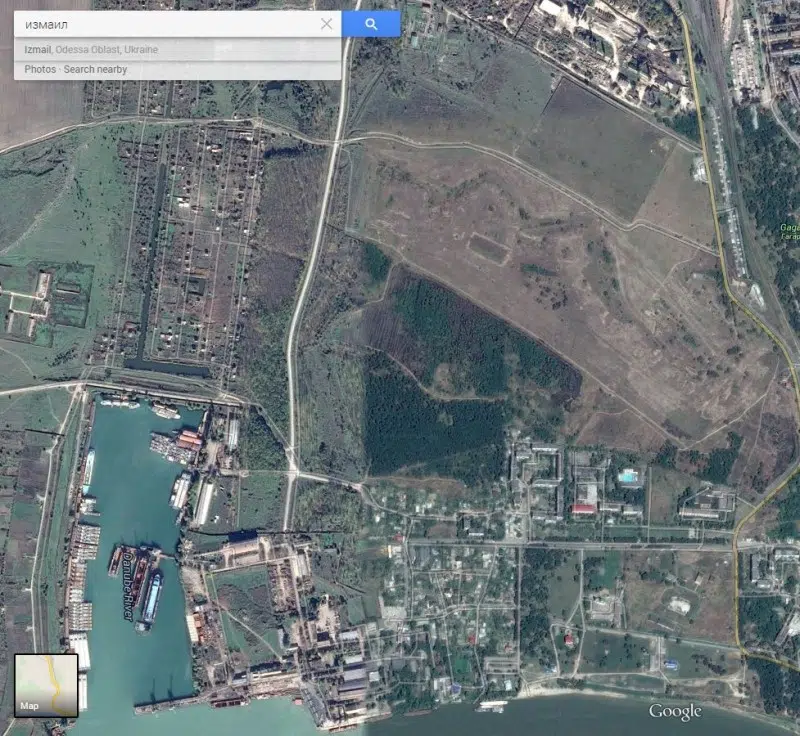 измаил
Izmail, Odessa Oblast, Ukraine
Photos · Search nearby
Danube River
Map
Google